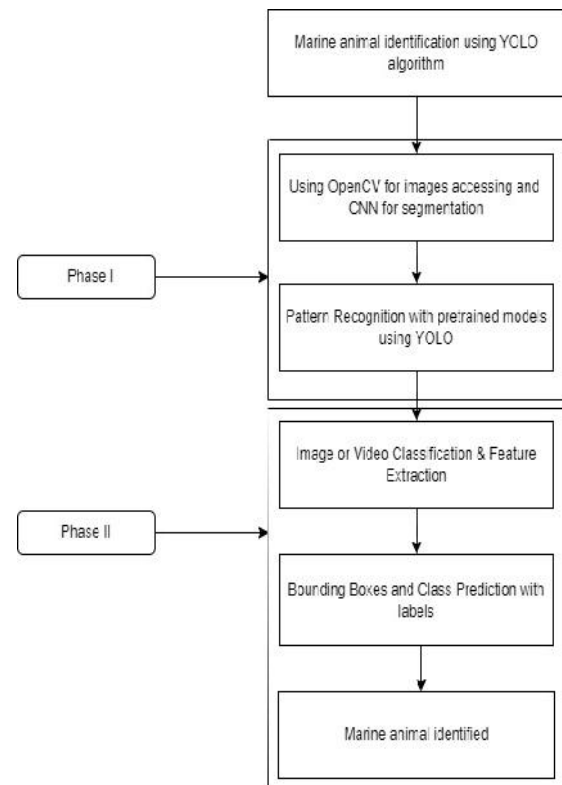 Marine animal identification using YOLO
algorithm
Using OpenCV for images accessing and
CNN for segmentation
Phase I
Pattern Recognition with pretrained models
using YOLO
Image or Video Classification & Feature
Extraction
Phase II
Bounding Boxes and Class Prediction with
labels
Marine animal identified